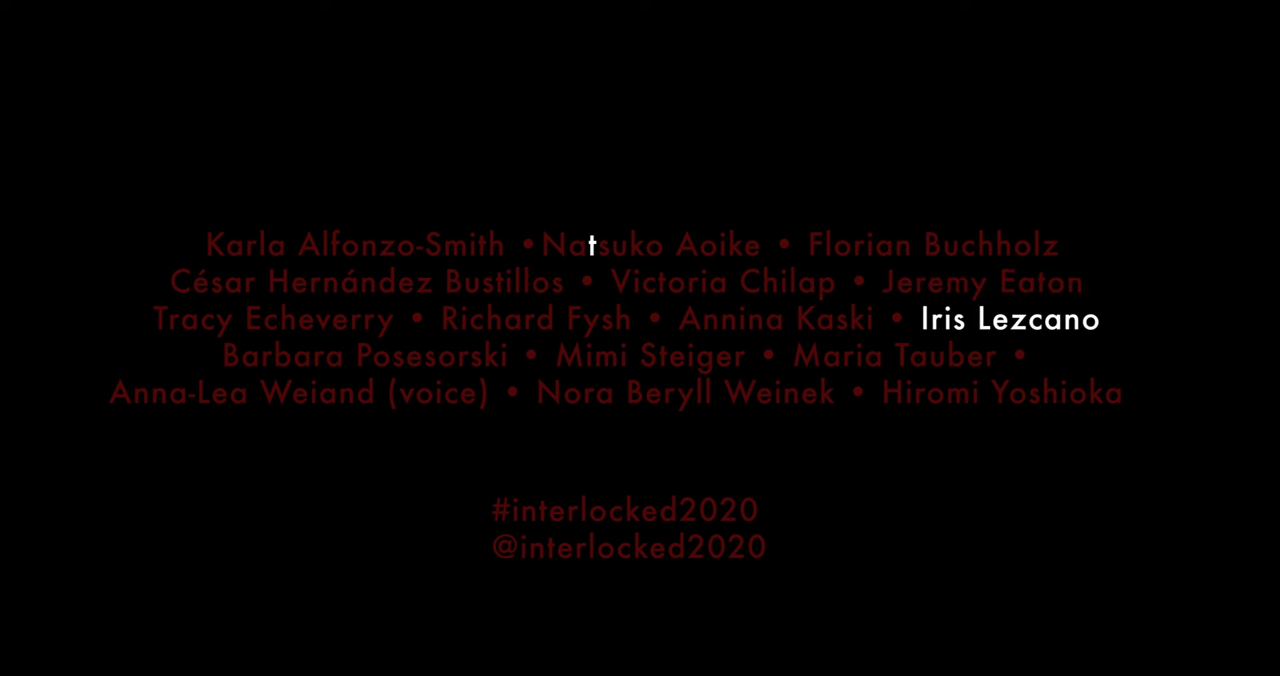 Karla Alfonzo-Smith •Natsuko Aoike • Florian Buchholz
César Hernández Bustillos • Victoria Chilap • Jeremy Eaton
Tracy Echeverry • Richard Fysh • Annina Kaski • Iris Lezcano
Barbara Posesorski • Mimi Steiger • Maria Tauber •
Anna-Lea Weiand (voice) • Nora Beryll Weinek • Hiromi Yoshioka
#interlocked2020
@interlocked2020